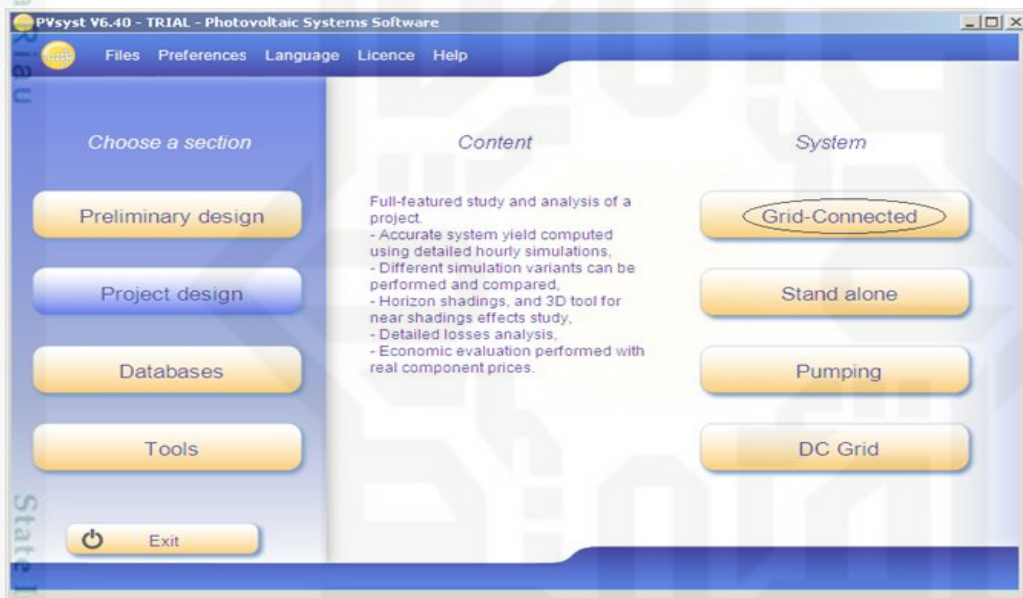 PVsyst V6.40 - TRIAL - Photovoltaic Systems Software
Files Preferences Language Licence Help
Choose a section
Preliminary design
Project design
Databases
Tools
Exit
Content
Full-featured study and analysis of a
project.
- Accurate system yield computed
using detailed hourly simulations,
- Different simulation variants can be
performed and compared,
- Horizon shadings, and 3D tool for
near shadings effects study,
- Detailed losses analysis,
- Economic evaluation performed with
real component prices.
System
Grid-Connected
Stand alone
Pumping
DC Grid
Riau
State I